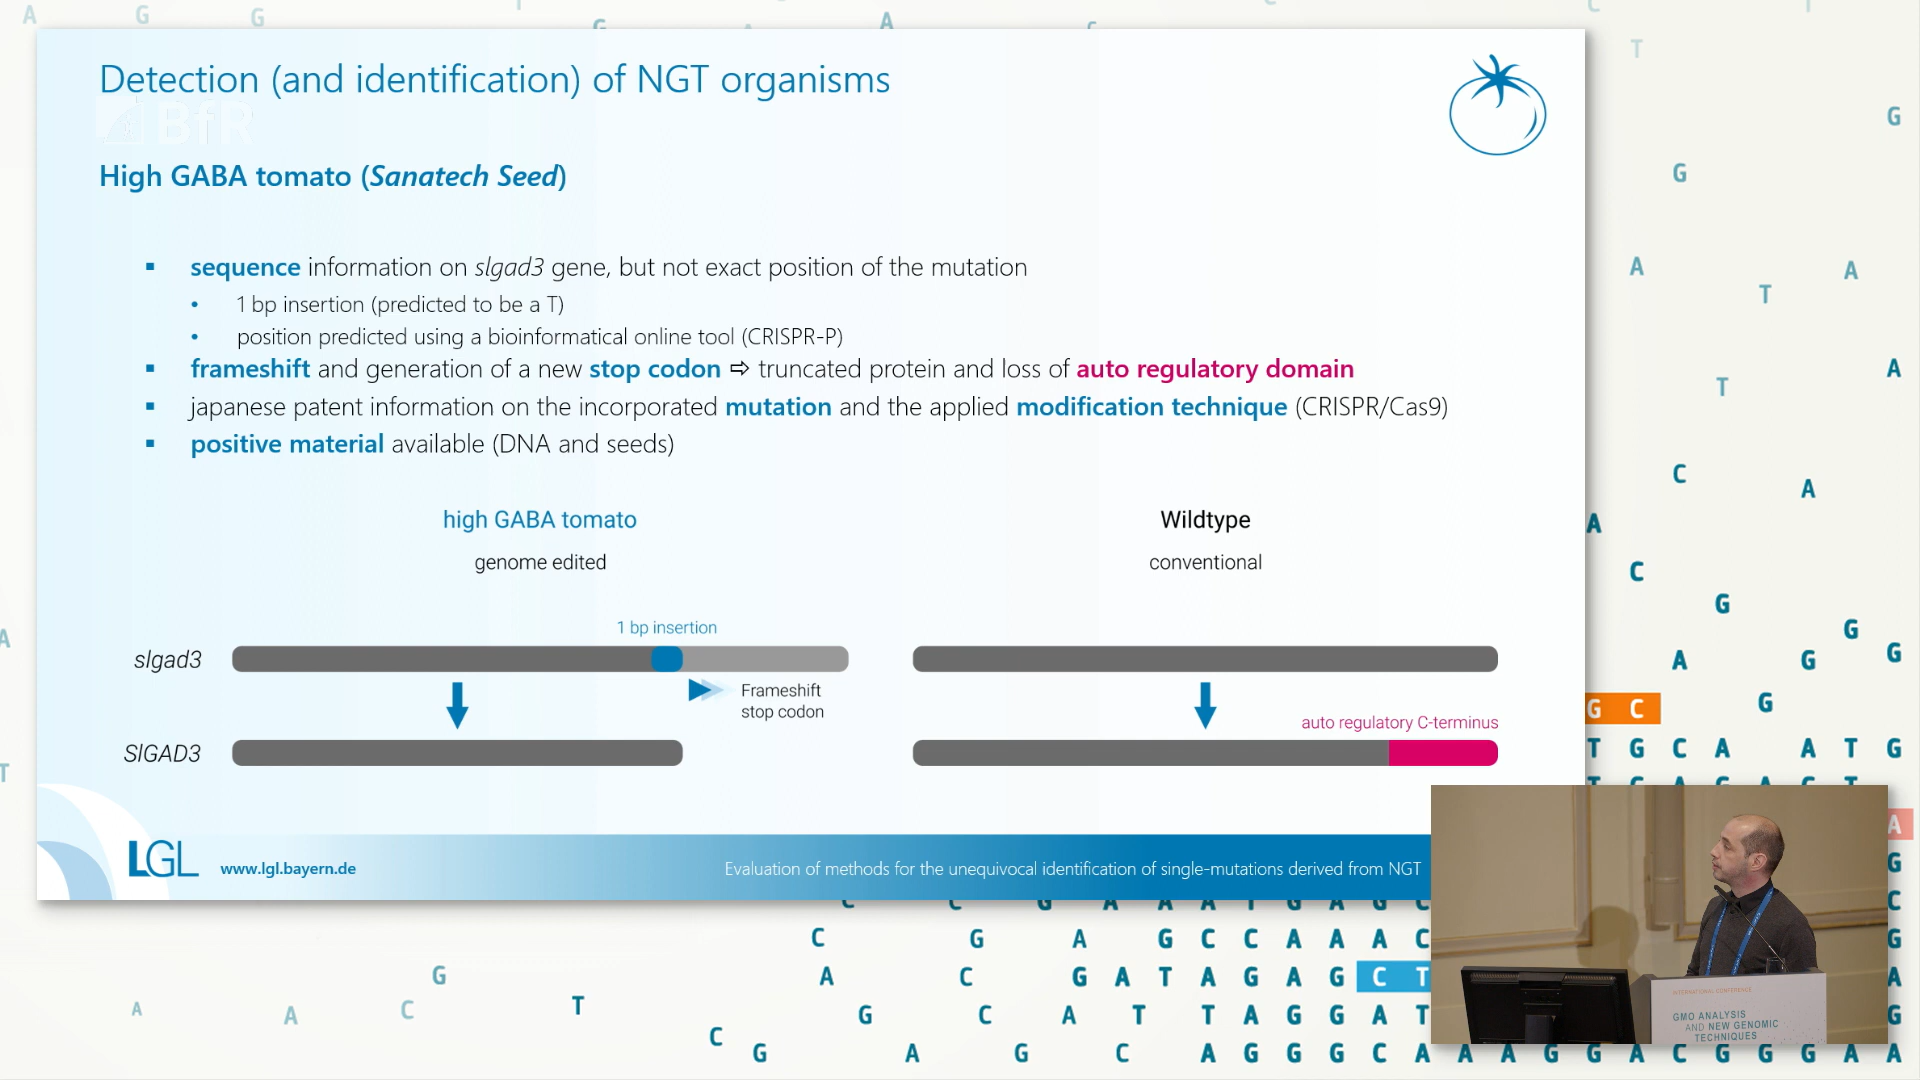 Detection (and identification) of NGT organisms
BfR
High GABA tomato (Sanatech Seed)
▪ sequence information on slgad3 gene, but not exact position of the mutation
• 1 bp insertion (predicted to be a T)
• position predicted using a bioinformatical online tool (CRISPR-P)
▪ frameshift and generation of a new stop codon ⇨ truncated protein and loss of auto regulatory domain
▪ japanese patent information on the incorporated mutation and the applied modification technique (CRISPR/Cas9)
▪ positive material available (DNA and seeds)
high GABA tomato
genome edited
Wildtype
conventional
1 bp insertion
slgad3
Frameshift
stop codon
auto regulatory C-terminus
SlGAD3
LGL
www.lgl.bayern.de
Evaluation of methods for the unequivocal identification of single-mutations derived from NGT
INTERNATIONAL CONFERENCE
GMO ANALYSIS
AND NEW GENOMIC
TECHNIQUES
G C
T G C A A T G
C G A G C C A A A C
G A C G A T A G A G C T
A A C T G C A T T A G G A T
C G A G C A G G G C A A A G G A C G G G A A